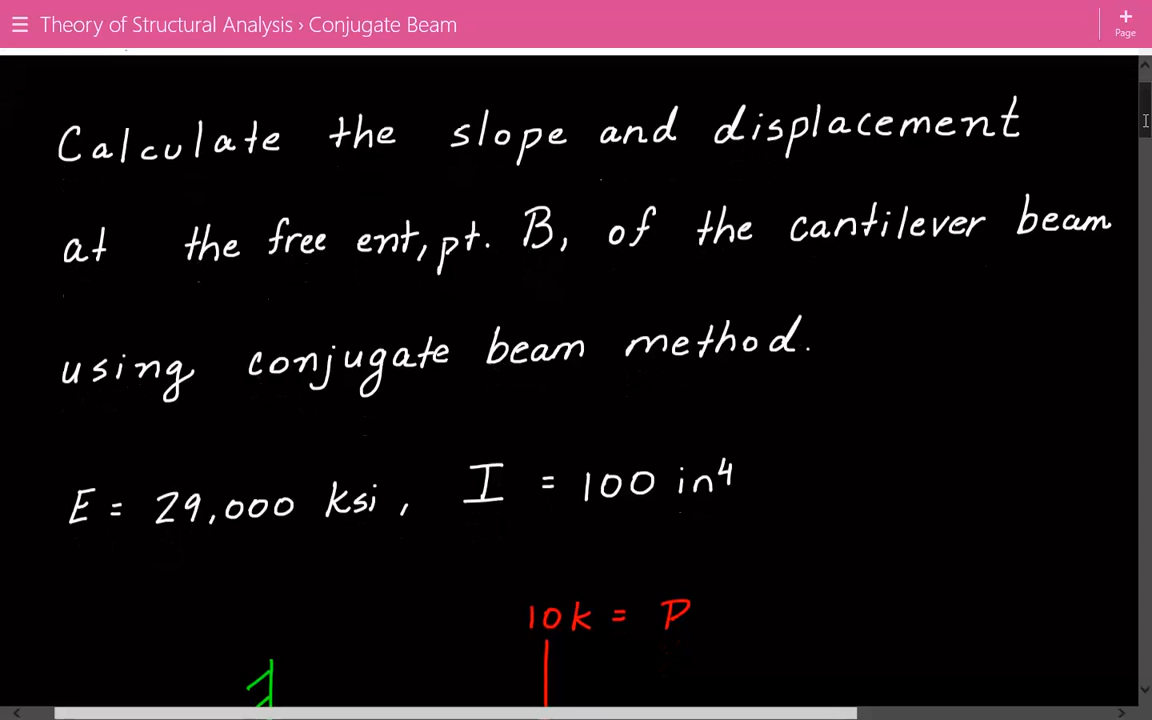 Theory of Structural Analysis › Conjugate Beam
Page
Calculate the slope and displacement
at the free ent, pt. B, of the cantilever beam
using conjugate beam method.
E = 29,000 ksi, I = 100 in⁴
10k = P